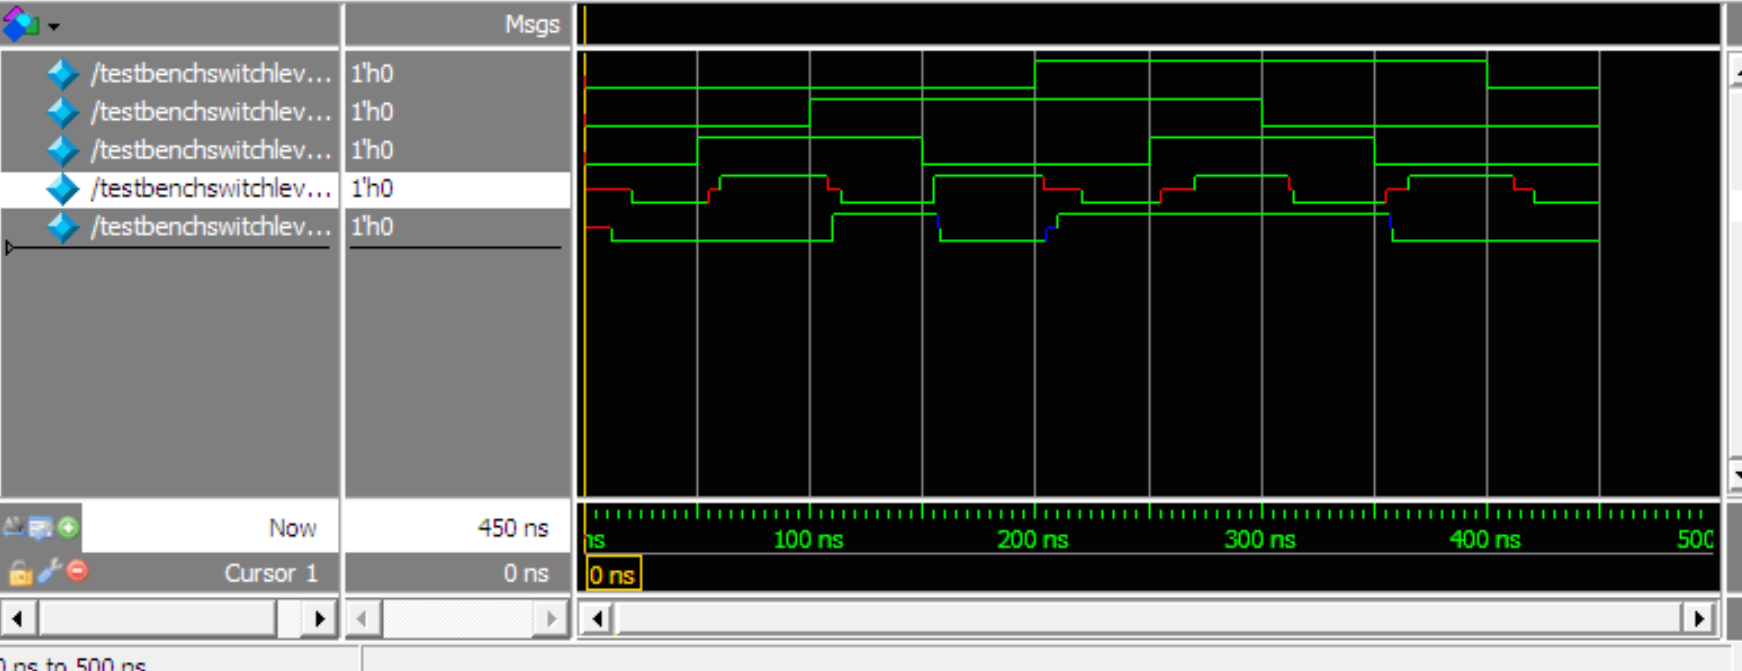 Msgs
/testbenchswitchlev... 1'h0
/testbenchswitchlev... 1'h0
/testbenchswitchlev... 1'h0
/testbenchswitchlev... 1'h0
/testbenchswitchlev... 1'h0
Now 450 ns ns 100 ns 200 ns 300 ns 400 ns 500
Cursor 1 0 ns 0 ns
0 ns to 500 ns